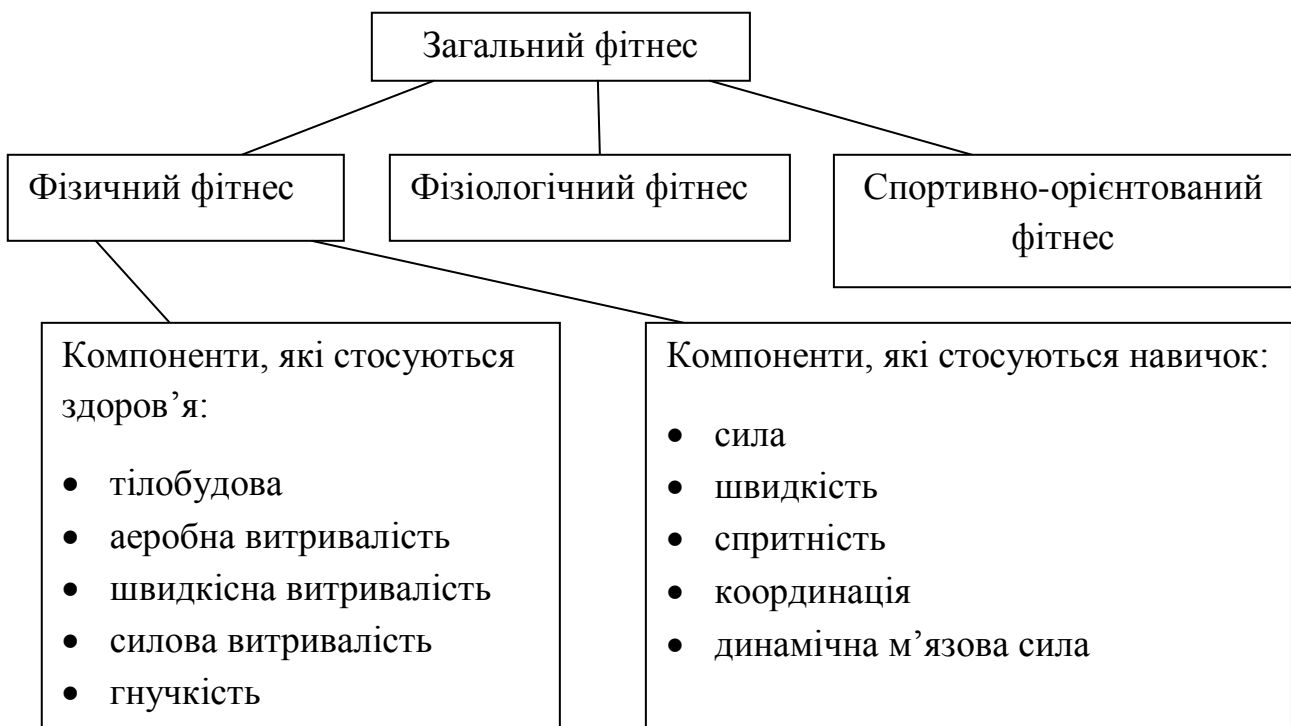 Загальний фітнес
Фізичний фітнес
Фізіологічний фітнес
Спортивно-орієнтований
фітнес
Компоненти, які стосуються
здоров’я:
• тілобудова
• аеробна витривалість
• швидкісна витривалість
• силова витривалість
• гнучкість
Компоненти, які стосуються навичок:
• сила
• швидкість
• спритність
• координація
• динамічна м’язова сила